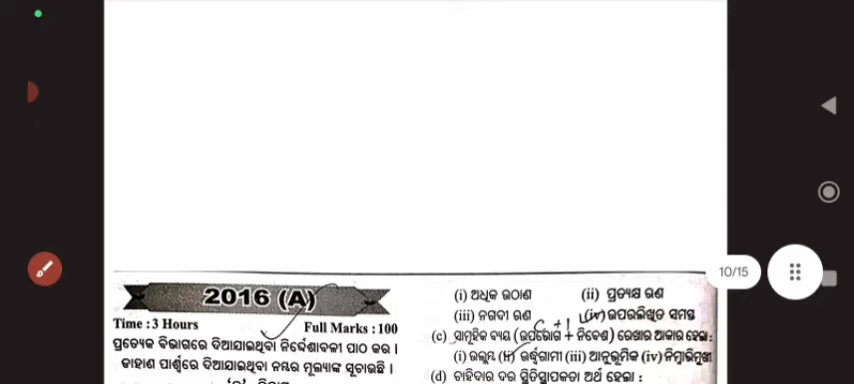 10/15
2016 (A)
Time : 3 Hours
Full Marks : 100
ପ୍ରତ୍ୟେକ ବିଭାଗରେ ଦିଆଯାଇଥିବା ନିର୍ଦ୍ଦେଶାବଳୀ ପାଠ କର ।
ଡାହାଣ ପାର୍ଶ୍ୱରେ ଦିଆଯାଇଥିବା ନମ୍ବର ମୂଲ୍ୟାଙ୍କ ସୂଚାଉଛି ।
(i) ଅଧିକ ଉଠାଣ (ii) ପ୍ରତ୍ୟକ୍ଷ ଋଣ
(iii) ନଗଦୀ ଋଣ (iv) ଉପରଲିଖିତ ସମସ୍ତ
C + I
(c) ସାମୂହିକ ବ୍ୟୟ (ଉପଭୋଗ + ନିବେଶ) ରେଖାର ଆକାର ହେଲା :
(i) ଉଲ୍ଲମ୍ବ (ii) ଊର୍ଦ୍ଧ୍ୱଗାମୀ (iii) ଆନୁଭୂମିକ (iv) ନିମ୍ନାଭିମୁଖୀ
(d) ଚାହିଦାର ଦର ସ୍ଥିତିସ୍ଥାପକତା ଅର୍ଥ ହେଲା :